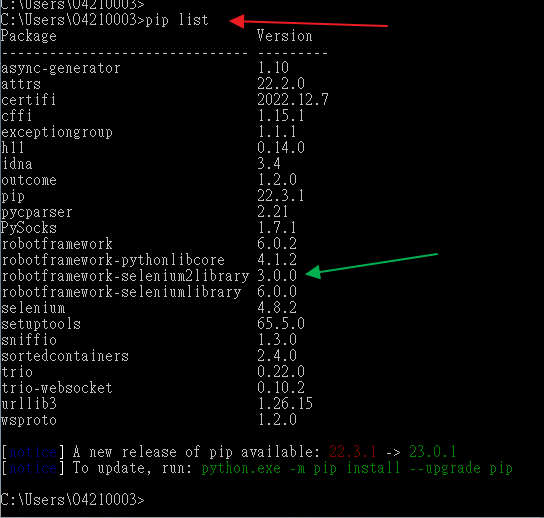 C:\Users\04210003>
C:\Users\04210003>pip list
Package Version
------------------------------- ---------
async-generator 1.10
attrs 22.2.0
certifi 2022.12.7
cffi 1.15.1
exceptiongroup 1.1.1
h11 0.14.0
idna 3.4
outcome 1.2.0
pip 22.3.1
pycparser 2.21
PySocks 1.7.1
robotframework 6.0.2
robotframework-pythonlibcore 4.1.2
robotframework-selenium2library 3.0.0
robotframework-seleniumlibrary 6.0.0
selenium 4.8.2
setuptools 65.5.0
sniffio 1.3.0
sortedcontainers 2.4.0
trio 0.22.0
trio-websocket 0.10.2
urllib3 1.26.15
wsproto 1.2.0
[notice] A new release of pip available: 22.3.1 -> 23.0.1
[notice] To update, run: python.exe -m pip install --upgrade pip
C:\Users\04210003>